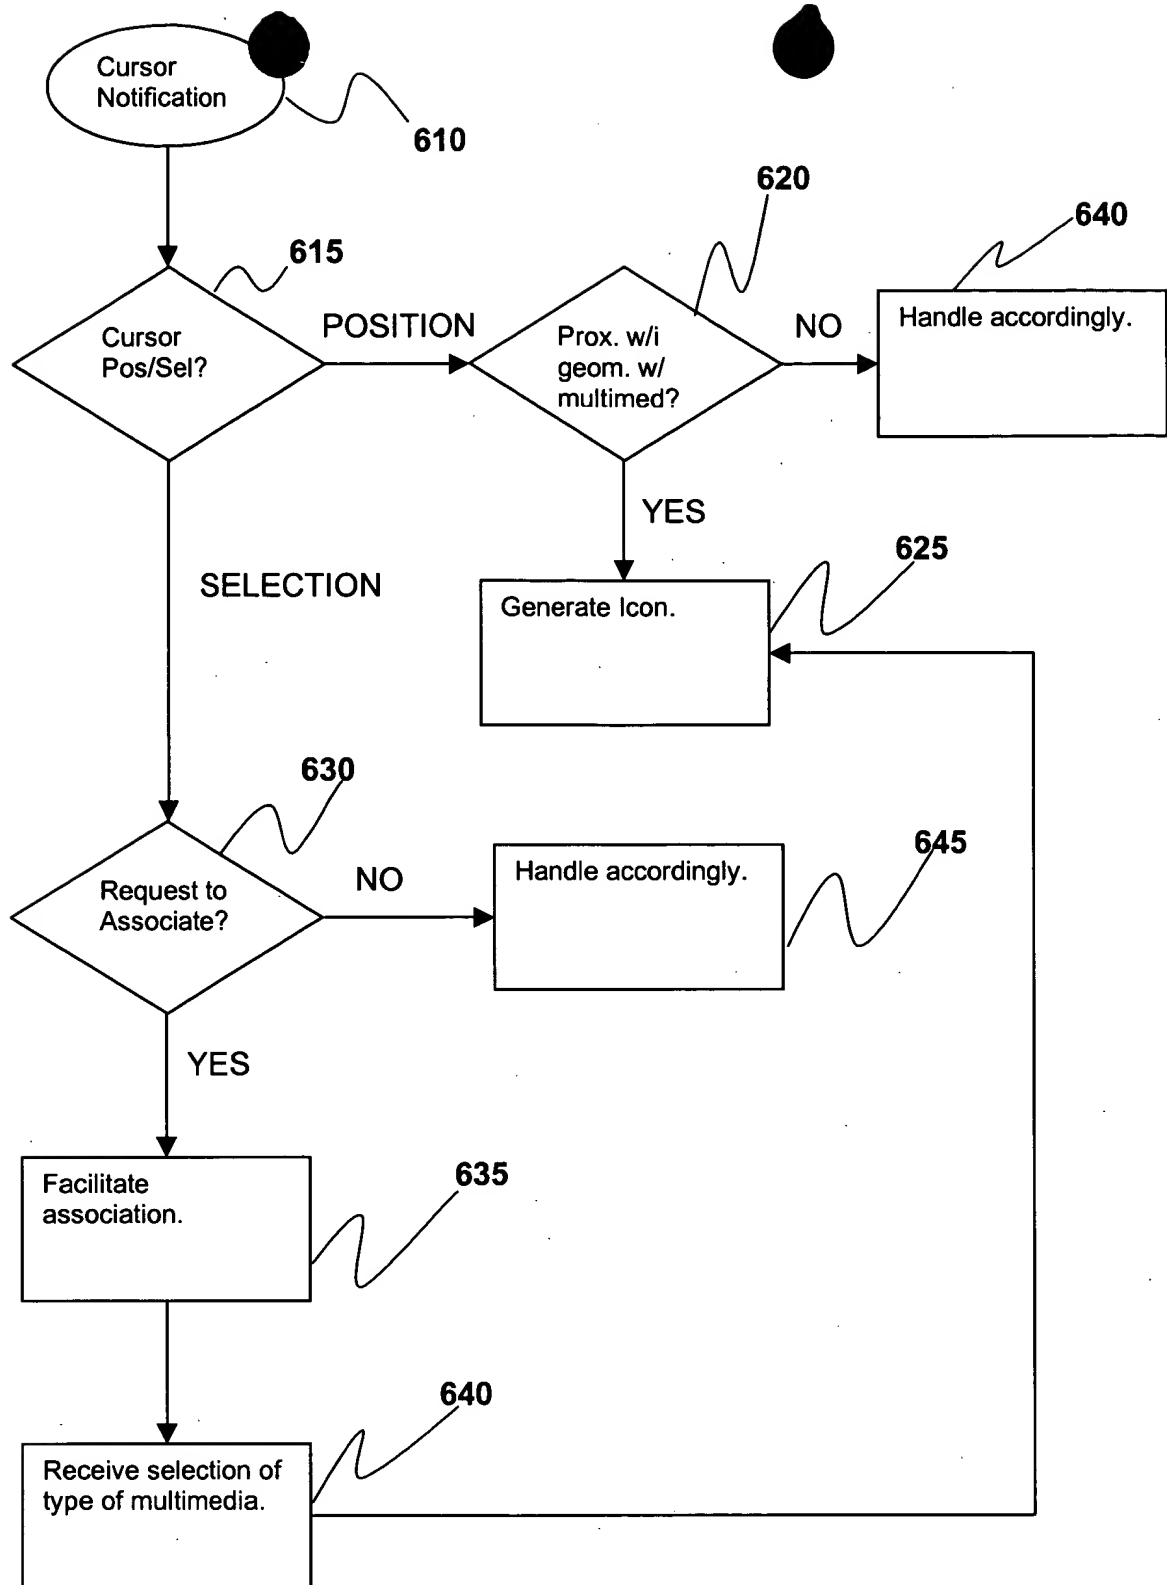 Cursor
Notification
610
615
620
640
Cursor
Pos/Sel?
POSITION
Prox. w/i
geom. w/
multimed?
NO
Handle accordingly.
YES
SELECTION
625
Generate Icon.
630
Request to
Associate?
NO
Handle accordingly.
645
YES
Facilitate
association.
635
640
Receive selection of
type of multimedia.